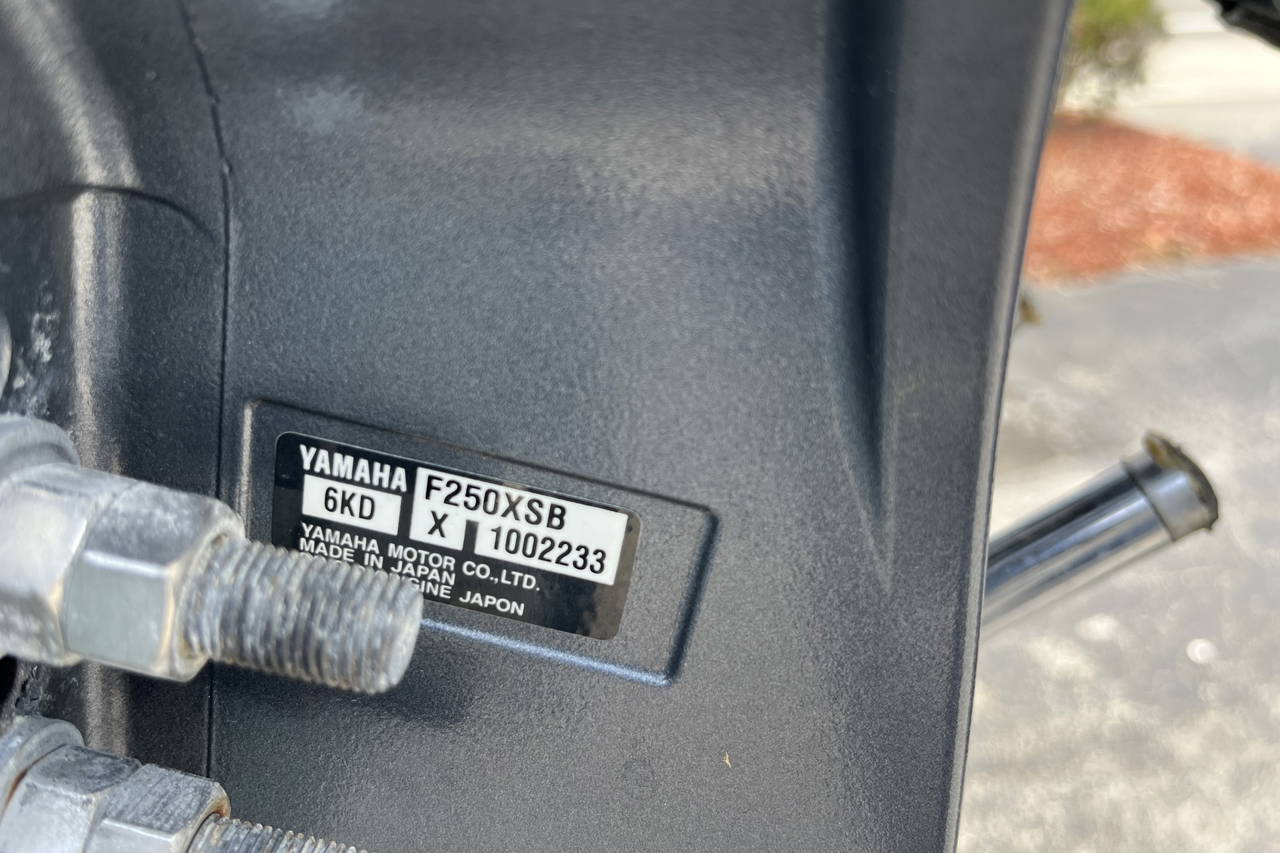 YAMAHA F250XSB
6KD X 1002233
YAMAHA MOTOR CO.,LTD.
MADE IN JAPAN
JAPON